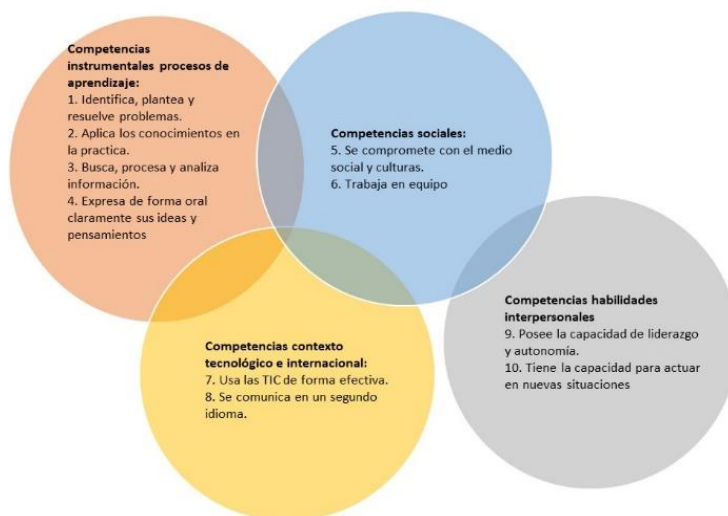 Competencias
instrumentales procesos de
aprendizaje:
1. Identifica, plantea y
resuelve problemas.
2. Aplica los conocimientos en
la practica.
3. Busca, procesa y analiza
información.
4. Expresa de forma oral
claramente sus ideas y
pensamientos
Competencias sociales:
5. Se compromete con el medio
social y culturas.
6. Trabaja en equipo
Competencias contexto
tecnológico e internacional:
7. Usa las TIC de forma efectiva.
8. Se comunica en un segundo
idioma.
Competencias habilidades
interpersonales
9. Posee la capacidad de liderazgo
y autonomía.
10. Tiene la capacidad para actuar
en nuevas situaciones